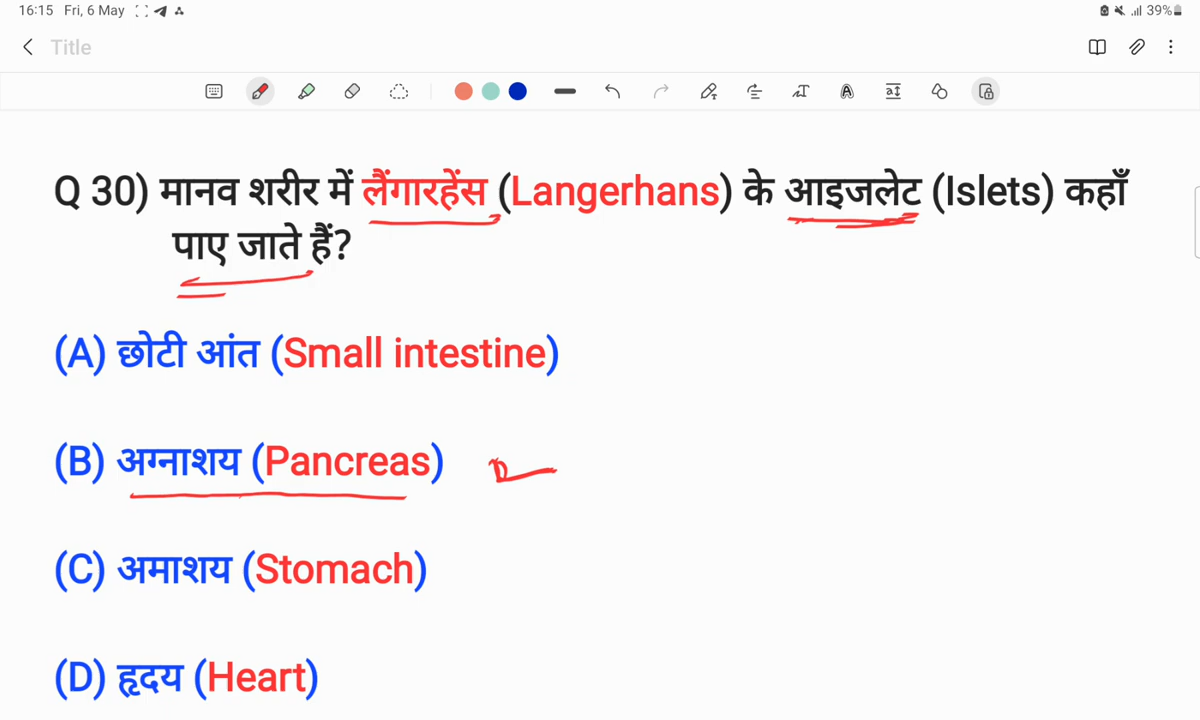 16:15 Fri, 6 May 39%
Title
Q 30) मानव शरीर में लैंगारहेंस (Langerhans) के आइजलेट (Islets) कहाँ
पाए जाते हैं?
(A) छोटी आंत (Small intestine)
(B) अग्नाशय (Pancreas)
(C) अमाशय (Stomach)
(D) हृदय (Heart)